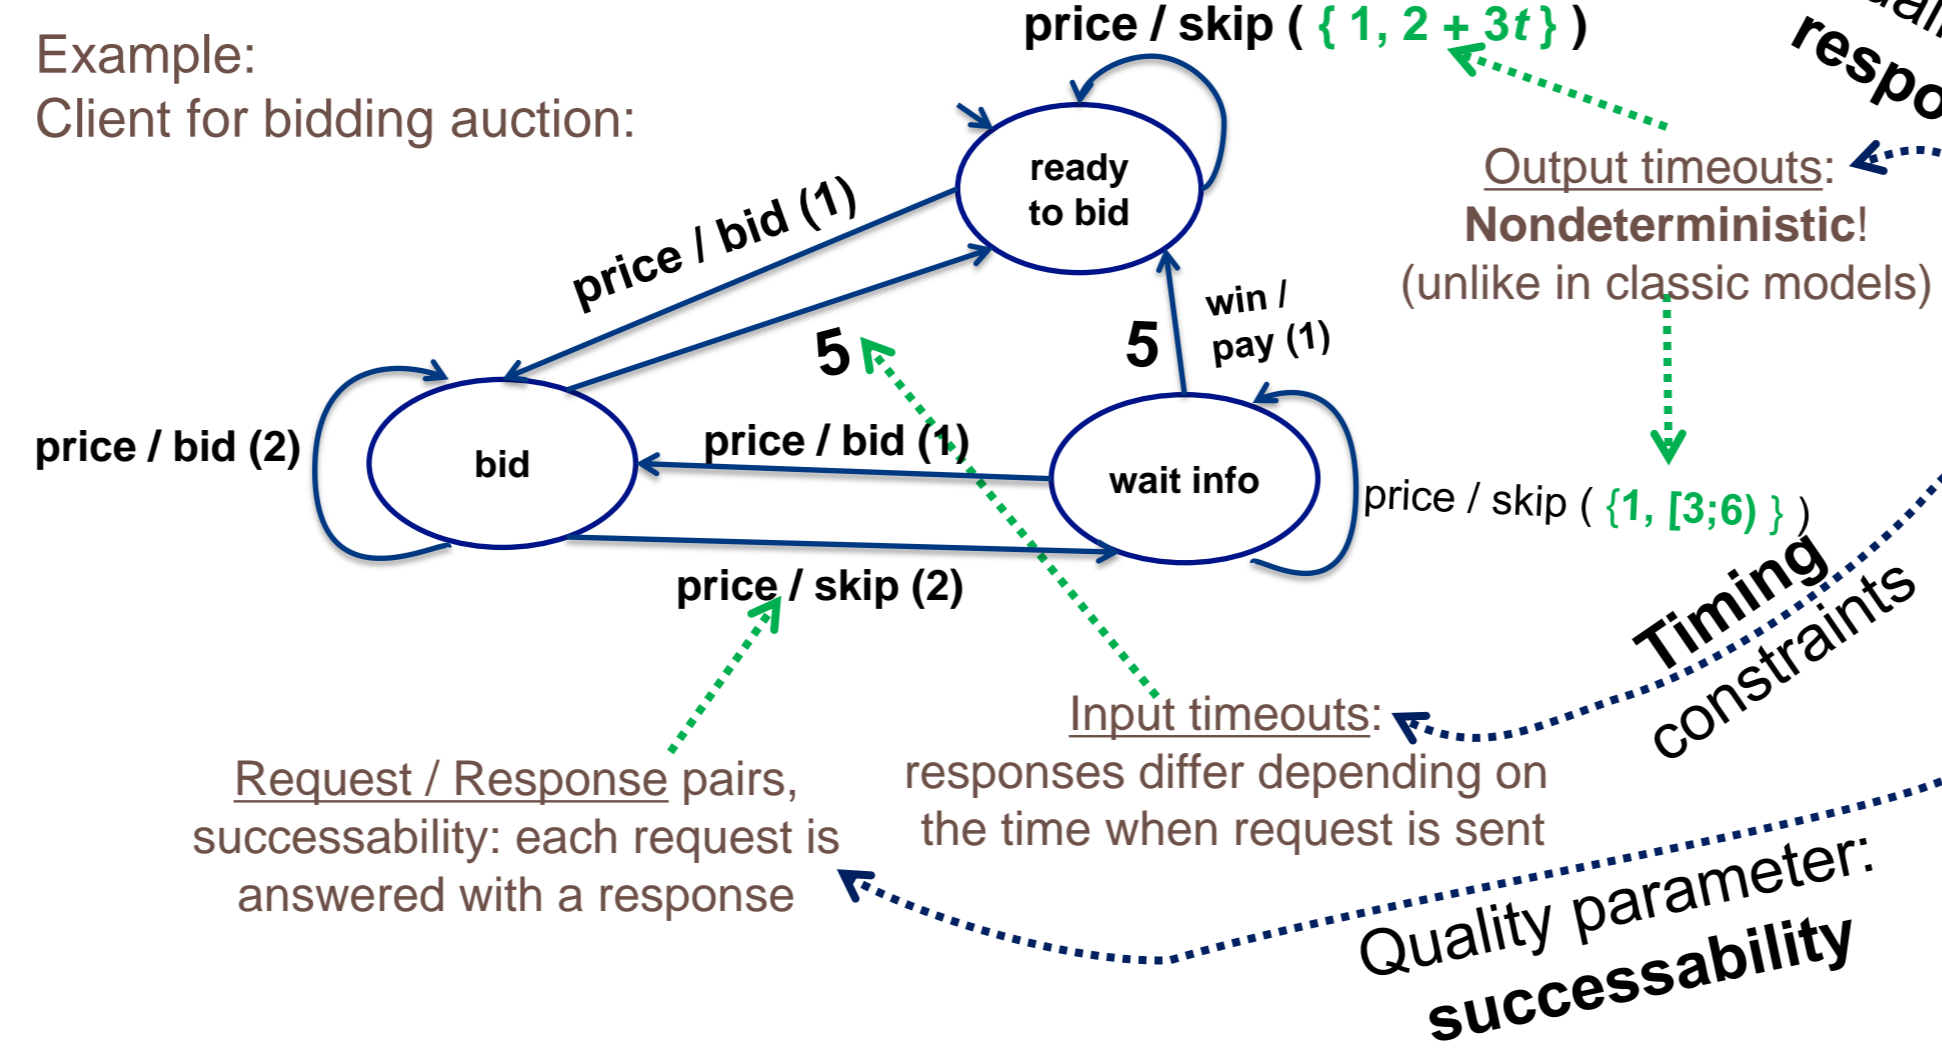 Example:
Client for bidding auction:
price / skip ( { 1, 2 + 3t } )
ready
to bid
price / bid (1)
5
5
win /
pay (1)
price / bid (2)
bid
price / bid (1)
wait info
price / skip ( {1, [3;6) } )
price / skip (2)
Output timeouts:
Nondeterministic!
(unlike in classic models)
Timing
constraints
Input timeouts:
responses differ depending on
the time when request is sent
Request / Response pairs,
successability: each request is
answered with a response
Quality parameter:
successability